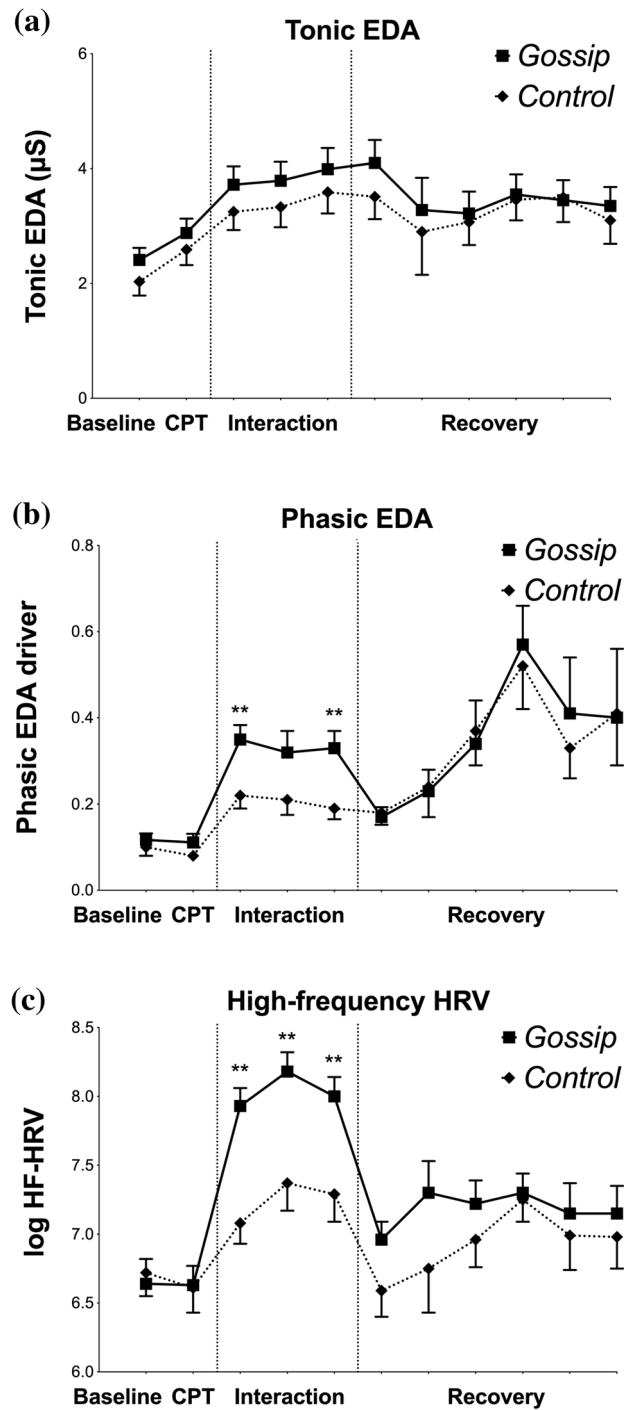 (a)
Tonic EDA
Gossip
Control
Tonic EDA (µS)
6
4
2
0
Baseline CPT Interaction Recovery
(b)
Phasic EDA
Gossip
Control
Phasic EDA driver
0.8
0.6
0.4
0.2
0.0
** **
Baseline CPT Interaction Recovery
(c)
High-frequency HRV
Gossip
Control
log HF-HRV
8.5
8.0
7.5
7.0
6.5
6.0
** ** **
Baseline CPT Interaction Recovery